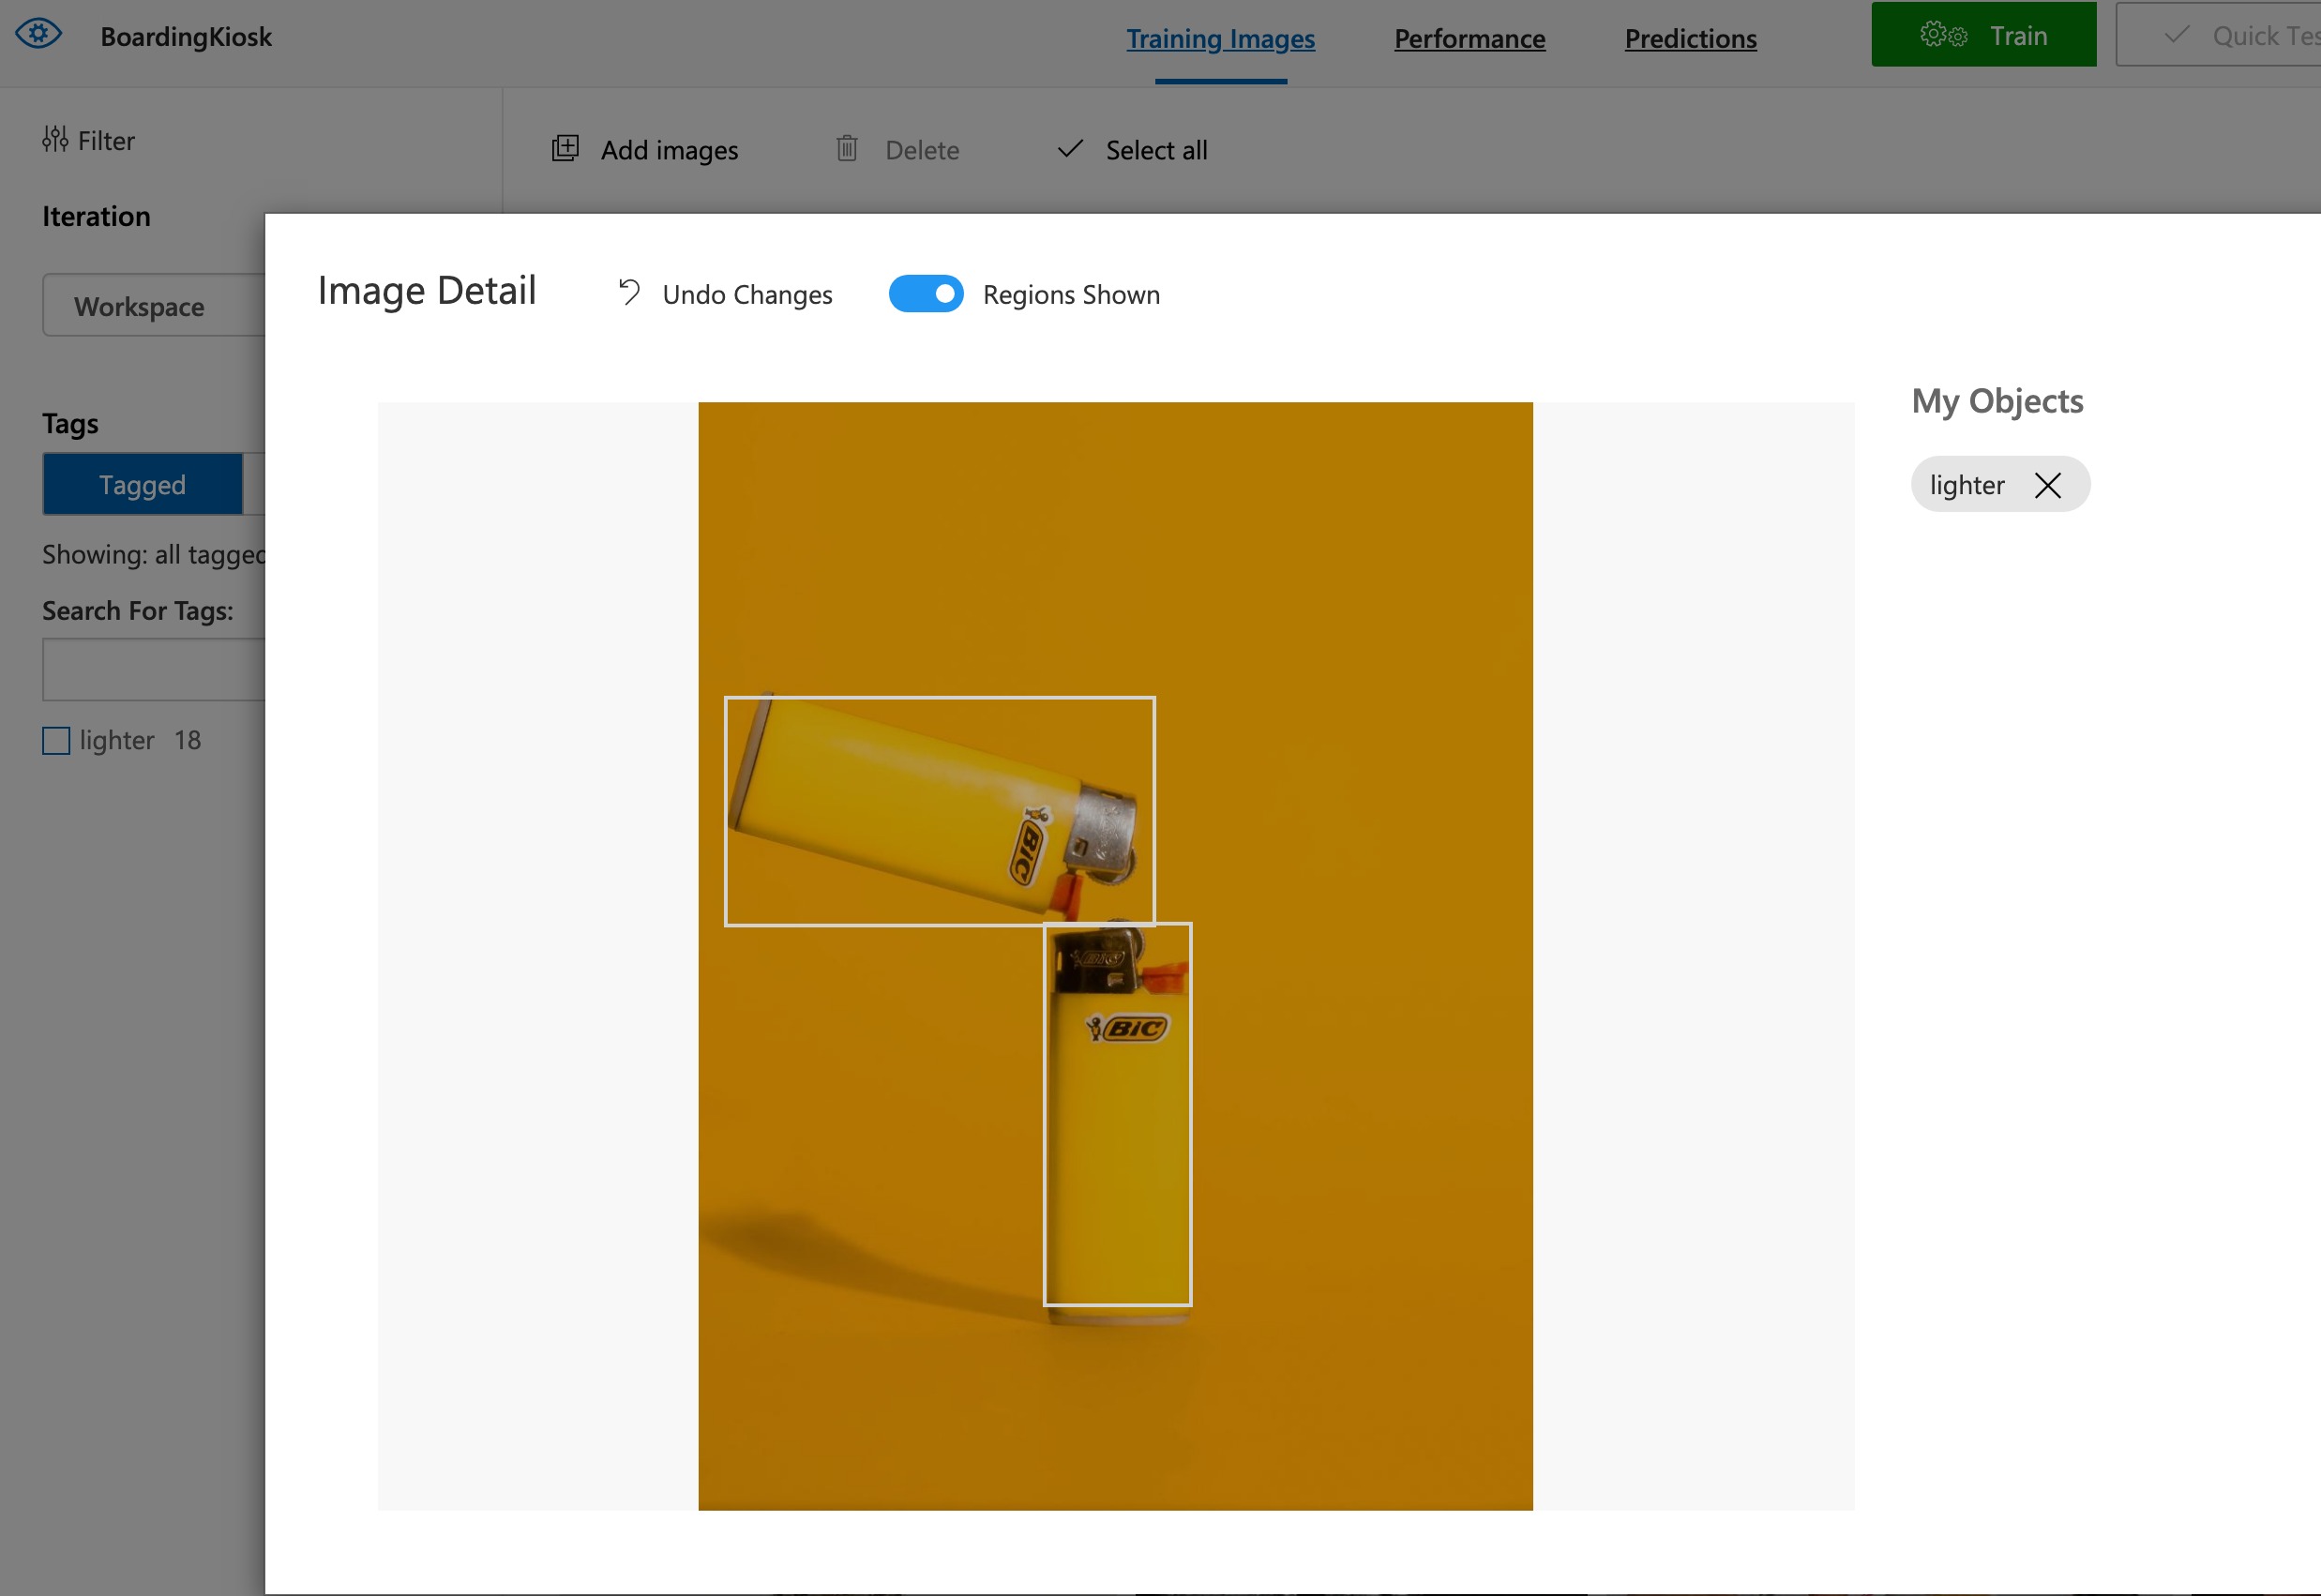 BoardingKiosk
Training Images
Performance
Predictions
Train
Quick Tes
Filter
Add images
Delete
Select all
Iteration
Workspace
Image Detail
Undo Changes
Regions Shown
My Objects
lighter
Tags
Tagged
Showing: all tagged
Search For Tags:
lighter 18
BIC
BIC
BIC